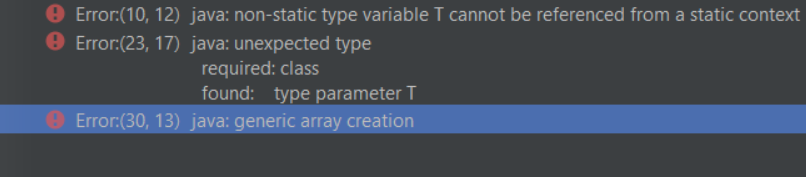 Error:(10, 12) java: non-static type variable T cannot be referenced from a static context
Error:(23, 17) java: unexpected type
required: class
found: type parameter T
Error:(30, 13) java: generic array creation